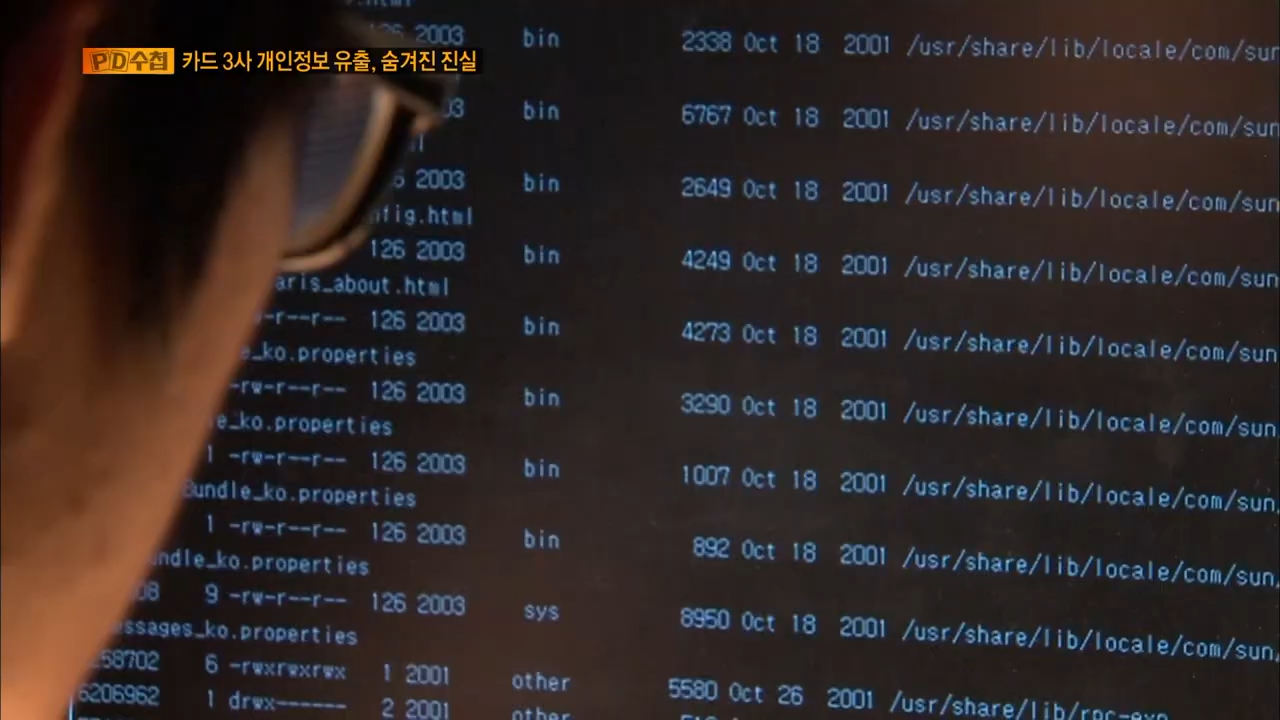 PD수첩 카드 3사 개인정보 유출, 숨겨진 진실
2003 bin 2338 Oct 18 2001 /usr/share/lib/locale/com/sun
bin 6767 Oct 18 2001 /usr/share/lib/locale/com/sun
2003 bin 2649 Oct 18 2001 /usr/share/lib/locale/com/sun
fig.html
126 2003 bin 4249 Oct 18 2001 /usr/share/lib/locale/com/sun
aris_about.html
-r--r-- 126 2003 bin 4273 Oct 18 2001 /usr/share/lib/locale/com/sun
e_ko.properties
-rw-r--r-- 126 2003 bin 3290 Oct 18 2001 /usr/share/lib/locale/com/sun
e_ko.properties
1 -rw-r--r-- 126 2003 bin 1007 Oct 18 2001 /usr/share/lib/locale/com/sun
Bundle_ko.properties
1 -rw-r--r-- 126 2003 bin 892 Oct 18 2001 /usr/share/lib/locale/com/sun
ndle_ko.properties
9 -rw-r--r-- 126 2003 sys 8950 Oct 18 2001 /usr/share/lib/locale/com/sun
ssages_ko.properties
58702 6 -rwxrwxrwx 1 2001 other 5580 Oct 26 2001 /usr/share/lib/rpc-exp
6206962 1 drwx------ 2 2001 other